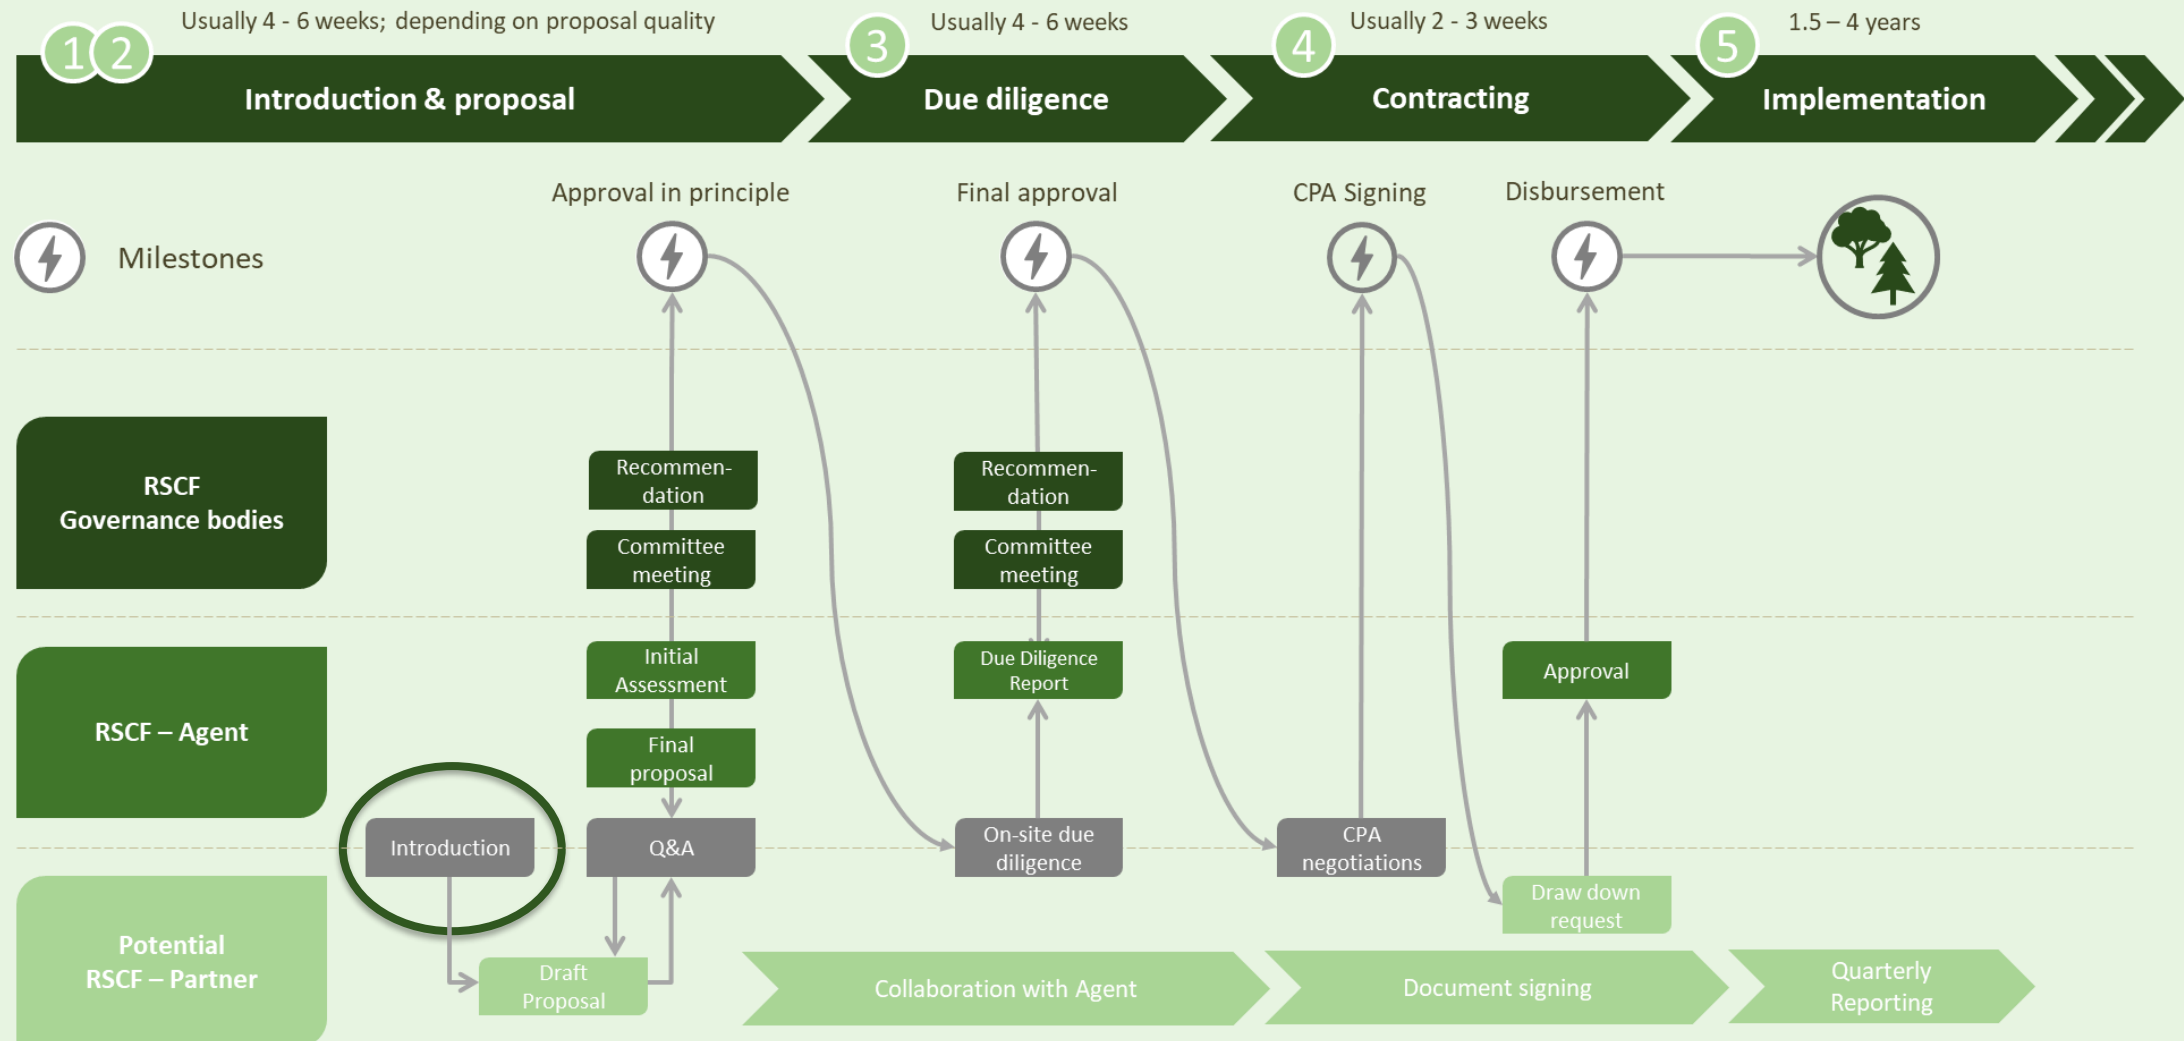 Usually 4 - 6 weeks; depending on proposal quality
Usually 4 - 6 weeks
Usually 2 - 3 weeks
1.5 – 4 years
1
2
3
4
5
Introduction & proposal
Due diligence
Contracting
Implementation
Approval in principle
Final approval
CPA Signing
Disbursement
Milestones
RSCF
Governance bodies
Recommen-
dation
Committee
meeting
Recommen-
dation
Committee
meeting
RSCF – Agent
Initial
Assessment
Final
proposal
Due Diligence
Report
Approval
Introduction
Q&A
On-site due
diligence
CPA
negotiations
Draw down
request
Potential
RSCF – Partner
Draft
Proposal
Collaboration with Agent
Document signing
Quarterly
Reporting